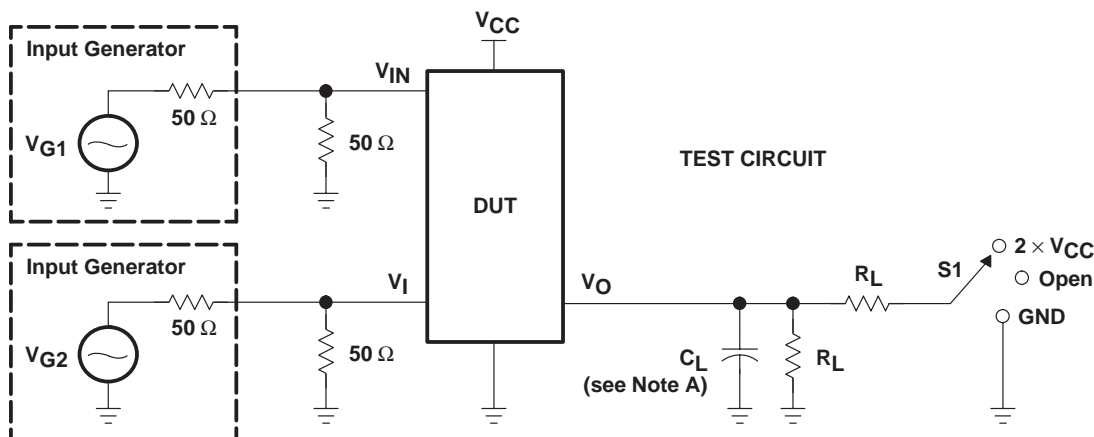 Input Generator
VCC
VIN
50 Ω
VG1
50 Ω
TEST CIRCUIT
DUT
Input Generator
VI
50 Ω
VG2
50 Ω
VO
RL
S1
2 × VCC
Open
GND
CL
(see Note A)
RL